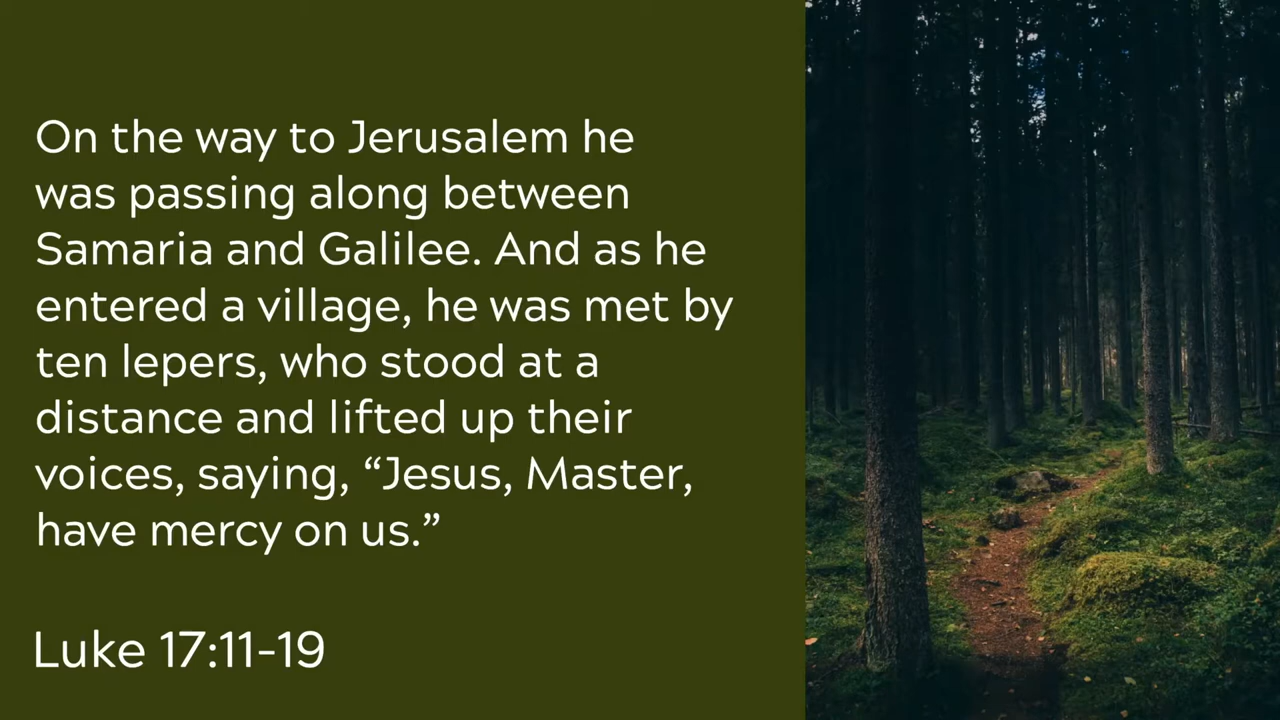 On the way to Jerusalem he
was passing along between
Samaria and Galilee. And as he
entered a village, he was met by
ten lepers, who stood at a
distance and lifted up their
voices, saying, “Jesus, Master,
have mercy on us.”
Luke 17:11-19